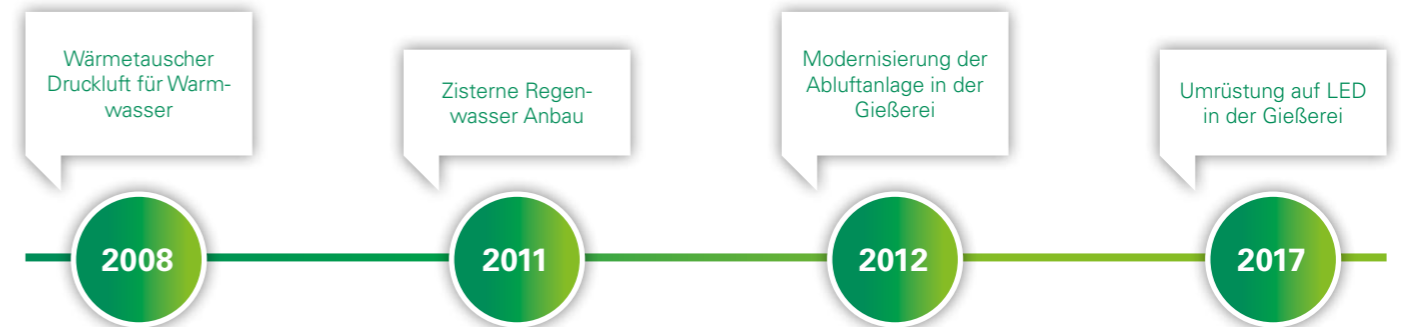 Wärmetauscher
Druckluft für Warm-
wasser
2008
Zisterne Regen-
wasser Anbau
2011
Modernisierung der
Abluftanlage in der
Gießerei
2012
Umrüstung auf LED
in der Gießerei
2017